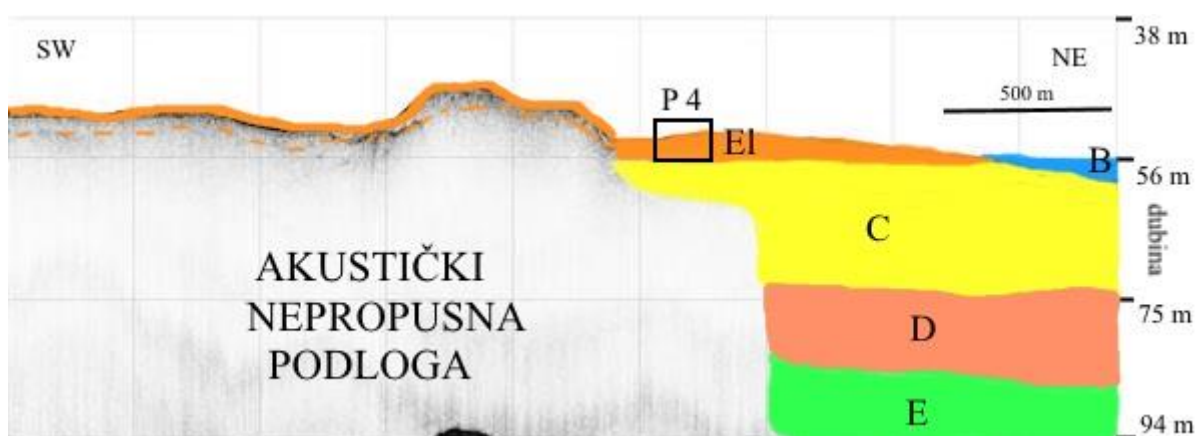 38 m
SW
NE
500 m
P 4
El
B
56 m
dubina
C
AKUSTIČKI
NEPROPUSNA
PODLOGA
75 m
D
E
94 m